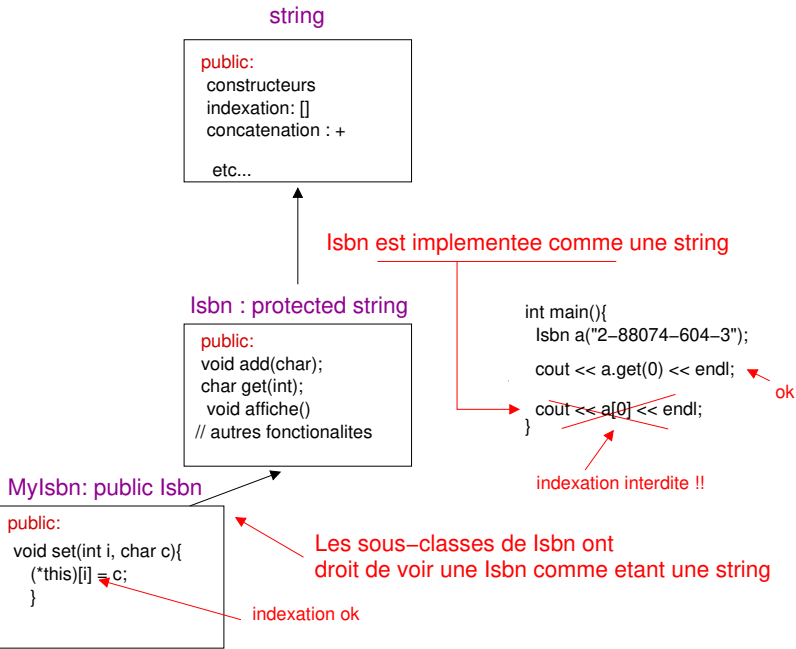 string
public:
constructeurs
indexation: []
concatenation : +
etc...
Isbn est implementee comme une string
Isbn : protected string
public:
void add(char);
char get(int);
void affiche()
// autres fonctionalites
int main(){
Isbn a("2−88074−604−3");
cout << a.get(0) << endl;
ok
cout << a[0] << endl;
}
indexation interdite !!
MyIsbn: public Isbn
public:
void set(int i, char c){
(*this)[i] = c;
}
indexation ok
Les sous−classes de Isbn ont
droit de voir une Isbn comme etant une string